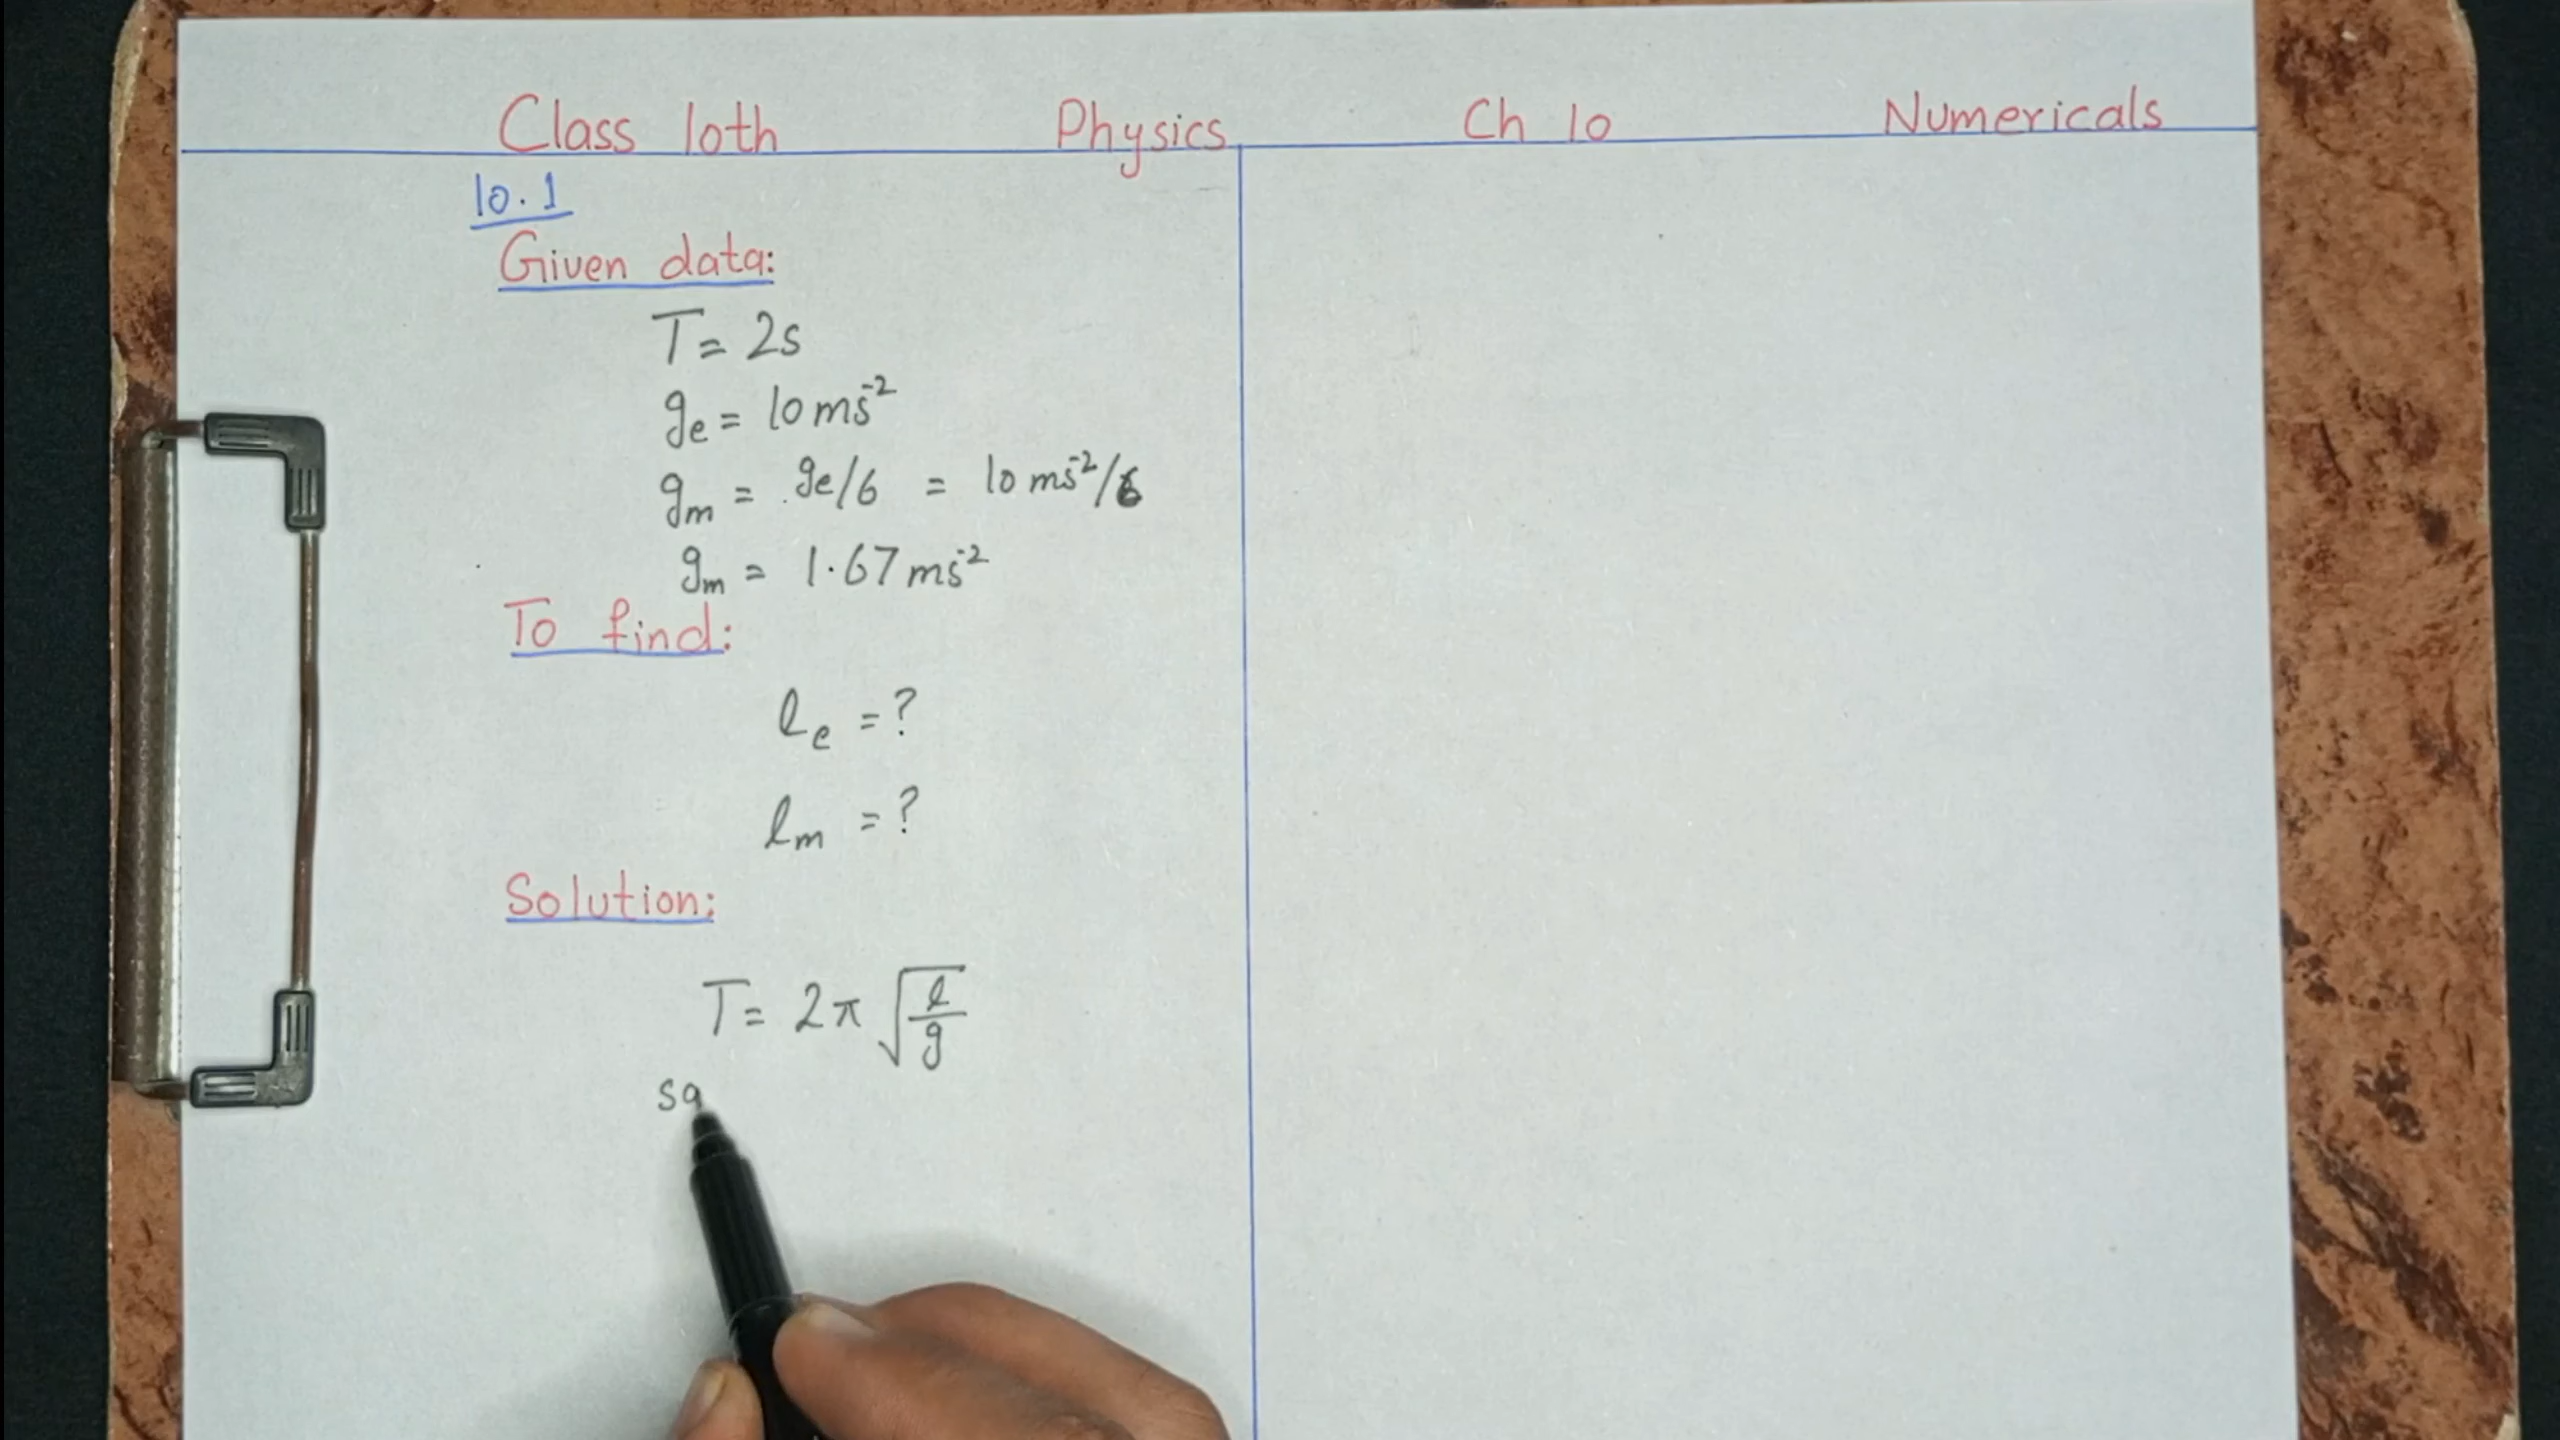 Class 10th Physics Ch 10 Numericals
10.1
Given data:
T = 2s
gₑ = 10 ms⁻²
gₘ = gₑ/6 = 10 ms⁻²/6
gₘ = 1.67 ms⁻²
To find:
ℓₑ = ?
ℓₘ = ?
Solution:
T = 2π √(ℓ/g)
sq